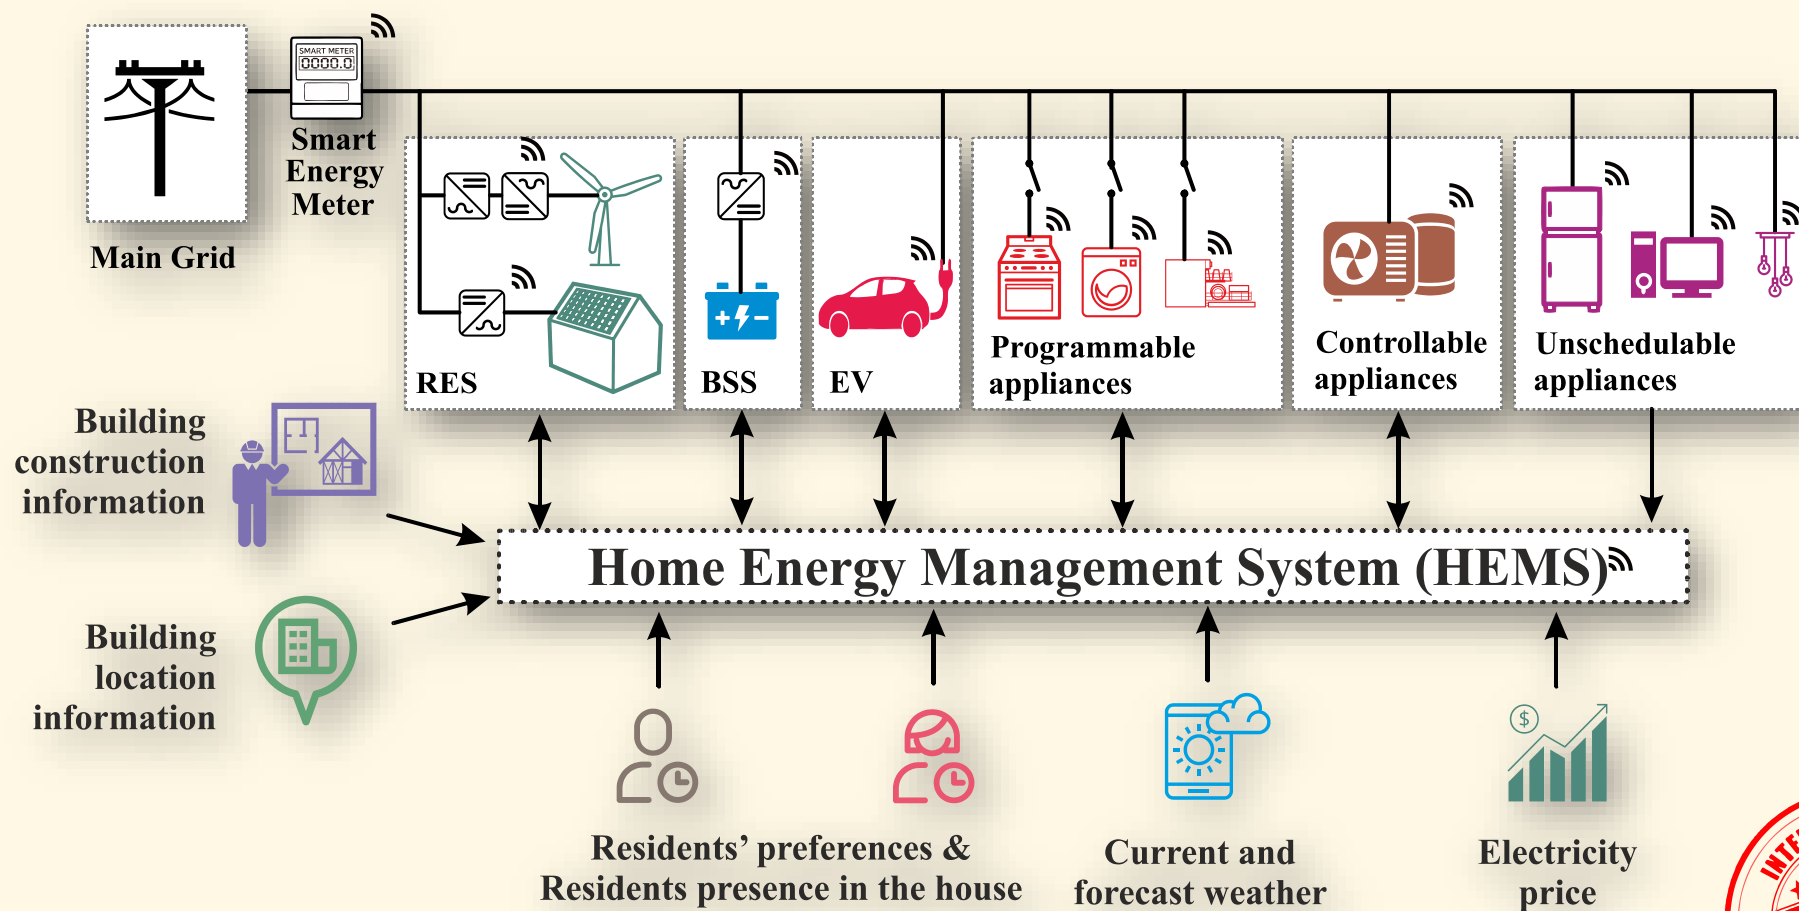 SMART METER
0000.0
Smart
Energy
Meter
Main Grid
RES
BSS
EV
Programmable
appliances
Controllable
appliances
Unschedulable
appliances
Building
construction
information
Home Energy Management System (HEMS)
Building
location
information
$
Residents’ preferences &
Residents presence in the house
Current and
forecast weather
Electricity
price